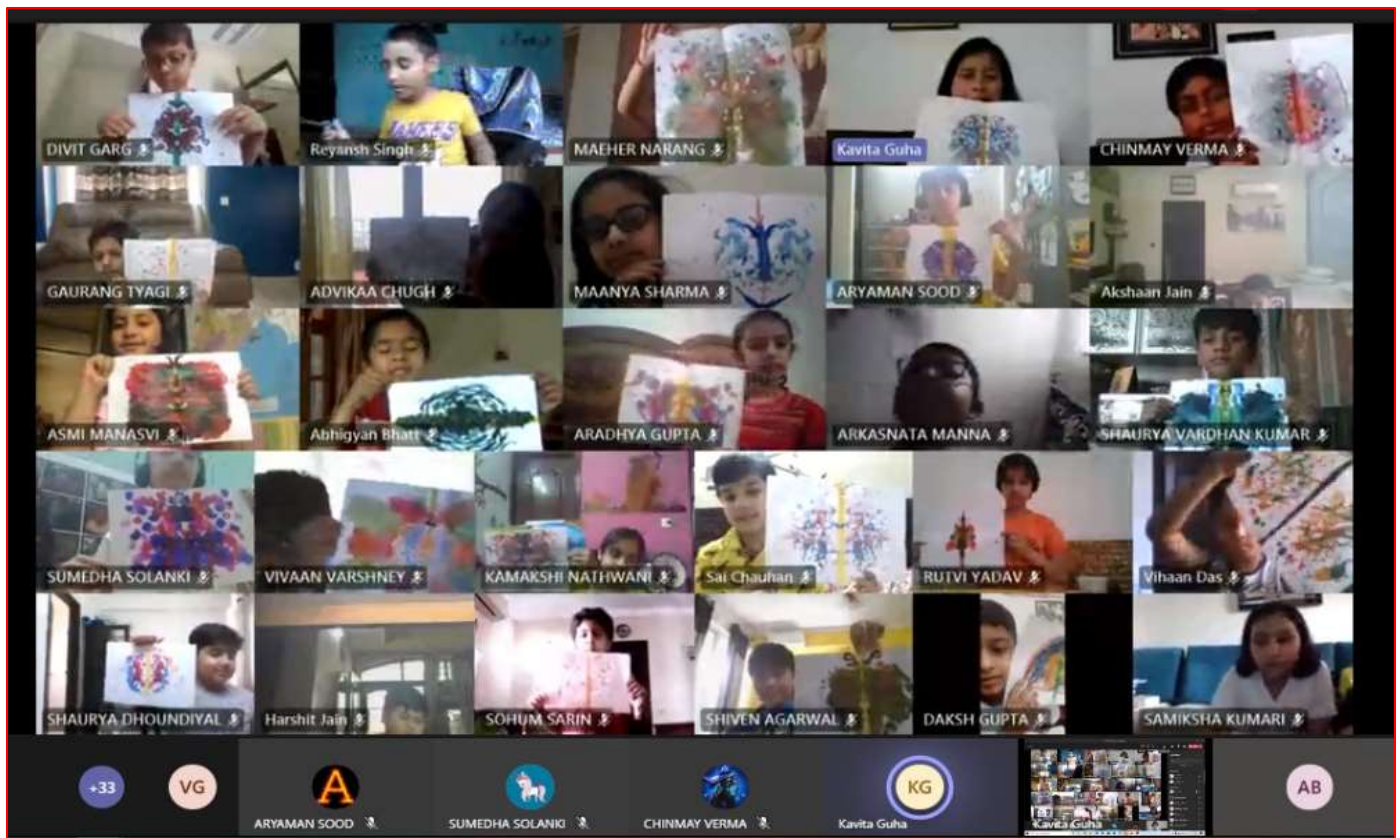 DIVIT GARG
Reyansh Singh
MAEHER NARANG
Kavita Guha
CHINMAY VERMA
GAURANG TYAGI
ADVIKAA CHUGH
MAANYA SHARMA
ARYAMAN SOOD
Akshaan Jain
ASMI MANASVI
Abhigyan Bhatt
ARADHYA GUPTA
ARKASNATA MANNA
SHAURYA VARDHAN KUMAR
SUMEDHA SOLANKI
VIVAAN VARSHNEY
KAMAKSHI NATHWANI
Sai Chauhan
RUTVI YADAV
Vihaan Das
SHAURYA DHOUNDIYAL
Harshit Jain
SOHUM SARIN
SHIVEN AGARWAL
DAKSH GUPTA
SAMIKSHA KUMARI
+33
VG
A
ARYAMAN SOOD
SUMEDHA SOLANKI
CHINMAY VERMA
KG
Kavita Guha
Kavita Guha
AB